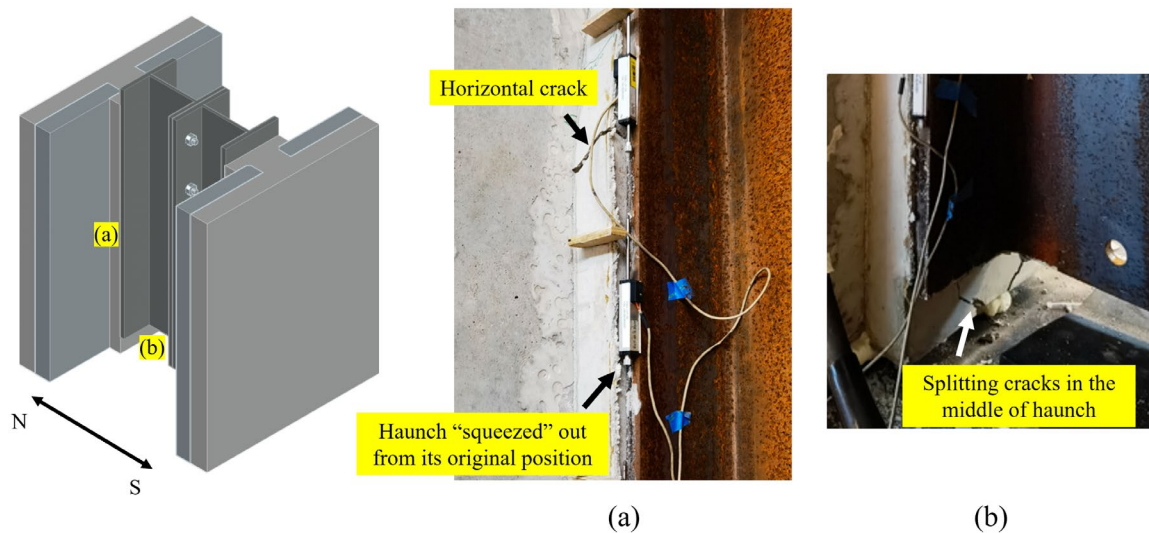 (a)
(b)
N
S
Horizontal crack
Haunch “squeezed” out
from its original position
(a)
Splitting cracks in the
middle of haunch
(b)